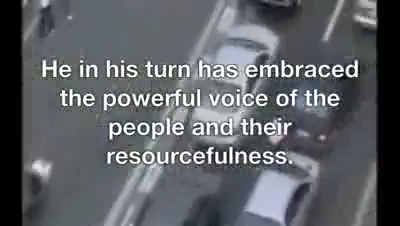 He in his turn has embraced
the powerful voice of the
people and their
resourcefulness.